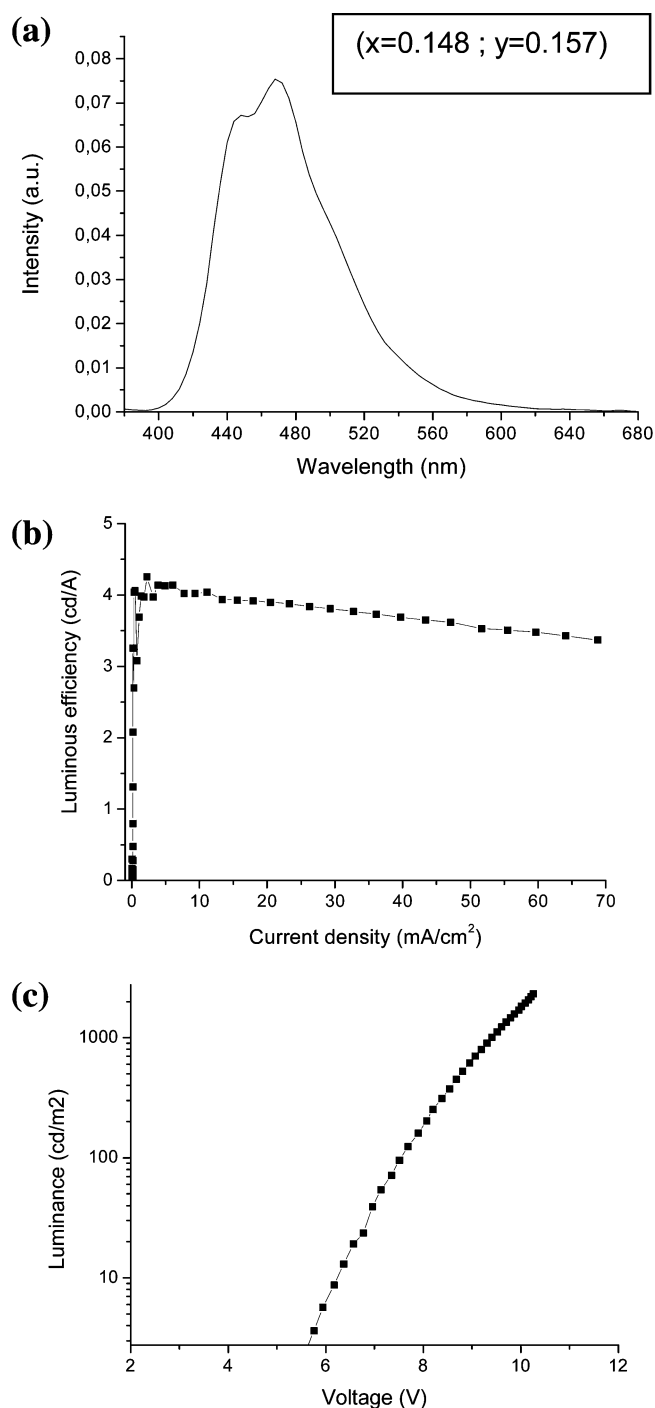 (a)
(x=0.148 ; y=0.157)
0,08
0,07
0,06
0,05
0,04
0,03
0,02
0,01
0,00
Intensity (a.u.)
400 440 480 520 560 600 640 680
Wavelength (nm)
(b)
5
4
3
2
1
0
Luminous efficiency (cd/A)
0 10 20 30 40 50 60 70
Current density (mA/cm²)
(c)
1000
100
10
Luminance (cd/m2)
2 4 6 8 10 12
Voltage (V)